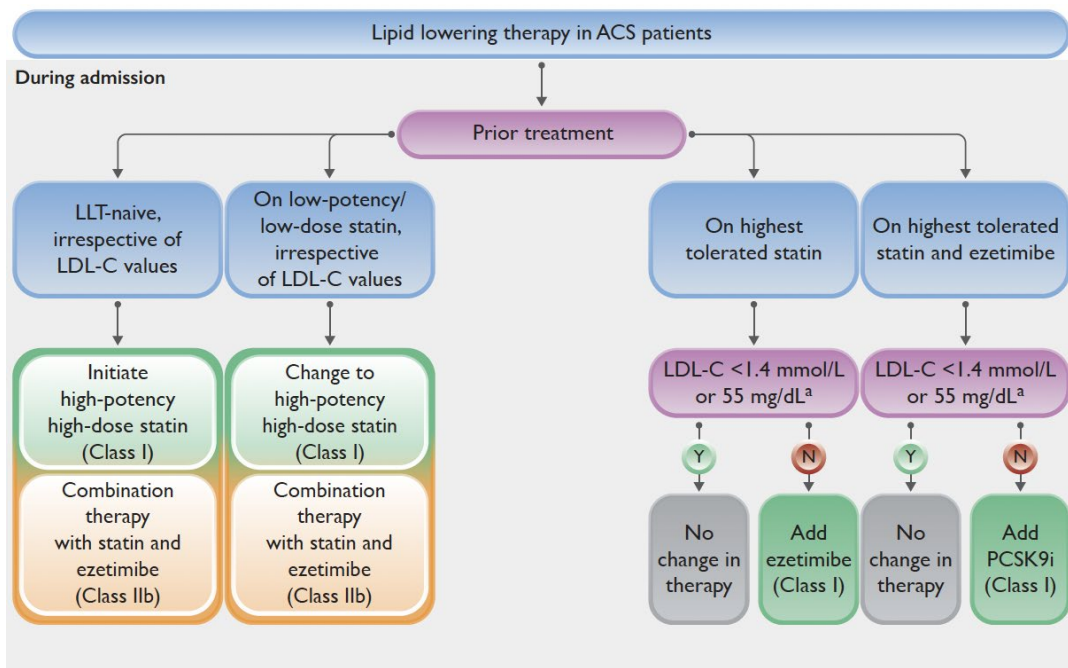 Lipid lowering therapy in ACS patients
During admission
Prior treatment
LLT-naive,
irrespective of
LDL-C values
On low-potency/
low-dose statin,
irrespective
of LDL-C values
On highest
tolerated statin
On highest tolerated
statin and ezetimibe
Initiate
high-potency
high-dose statin
(Class I)
Combination
therapy
with statin and
ezetimibe
(Class IIb)
Change to
high-potency
high-dose statin
(Class I)
Combination
therapy
with statin and
ezetimibe
(Class IIb)
LDL-C <1.4 mmol/L
or 55 mg/dLᵃ
LDL-C <1.4 mmol/L
or 55 mg/dLᵃ
Y
N
Y
N
No
change in
therapy
Add
ezetimibe
(Class I)
No
change in
therapy
Add
PCSK9i
(Class I)